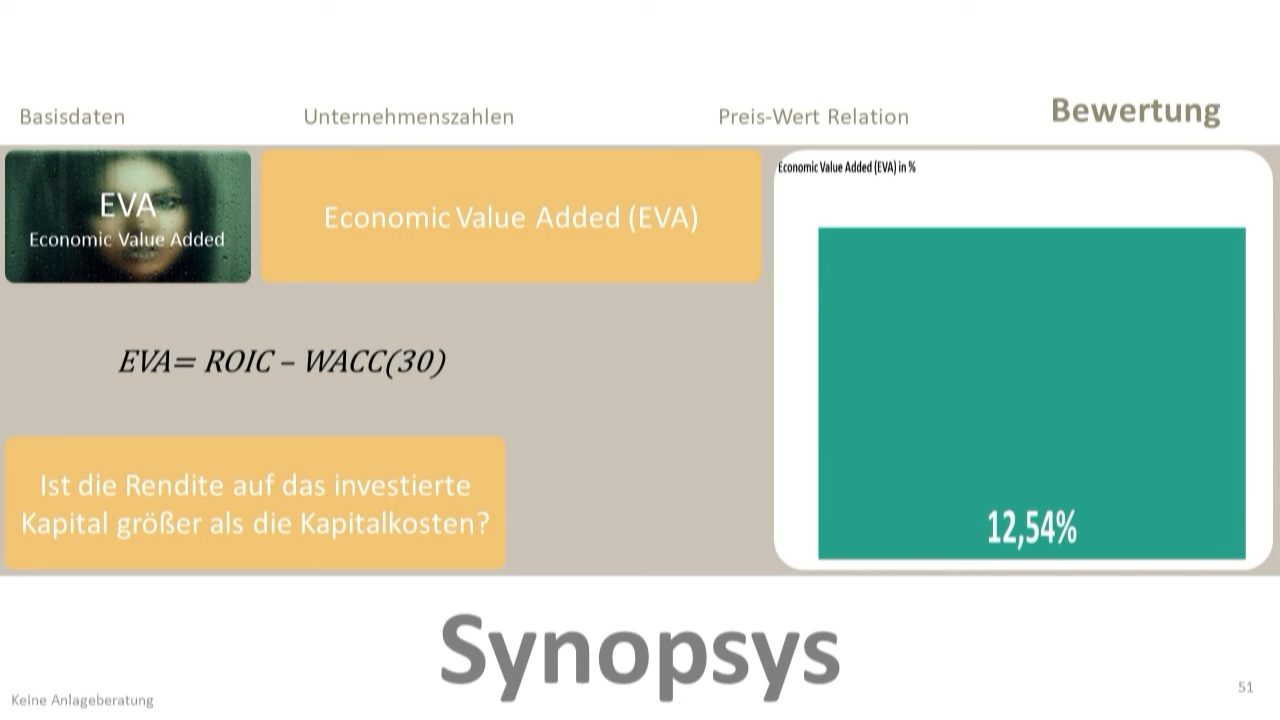 Basisdaten
Unternehmenszahlen
Preis-Wert Relation
Bewertung
EVA
Economic Value Added
Economic Value Added (EVA)
Economic Value Added (EVA) in %
EVA= ROIC – WACC(30)
Ist die Rendite auf das investierte
Kapital größer als die Kapitalkosten?
12,54%
Synopsys
Keine Anlageberatung
51